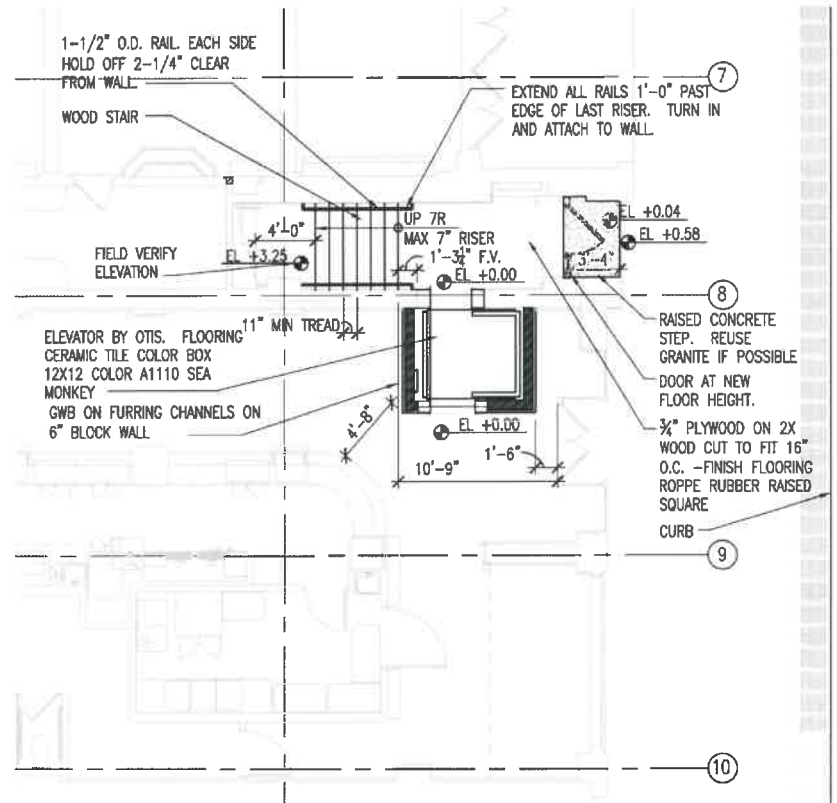 1-1/2" O.D. RAIL. EACH SIDE
HOLD OFF 2-1/4" CLEAR
FROM WALL
WOOD STAIR
7
EXTEND ALL RAILS 1'-0" PAST
EDGE OF LAST RISER. TURN IN
AND ATTACH TO WALL.
4'-0"
UP 7R
MAX 7" RISER
1'-3¼" F.V.
EL +0.04
EL +0.58
FIELD VERIFY
ELEVATION
EL +3.25
EL +0.00
8
11" MIN TREAD
ELEVATOR BY OTIS. FLOORING
CERAMIC TILE COLOR BOX
12X12 COLOR A1110 SEA
MONKEY
GWB ON FURRING CHANNELS ON
6" BLOCK WALL
RAISED CONCRETE
STEP. REUSE
GRANITE IF POSSIBLE
DOOR AT NEW
FLOOR HEIGHT.
¾" PLYWOOD ON 2X
WOOD CUT TO FIT 16"
O.C. -FINISH FLOORING
ROPPE RUBBER RAISED
SQUARE
CURB
4'-8"
EL +0.00
1'-6"
10'-9"
9
10